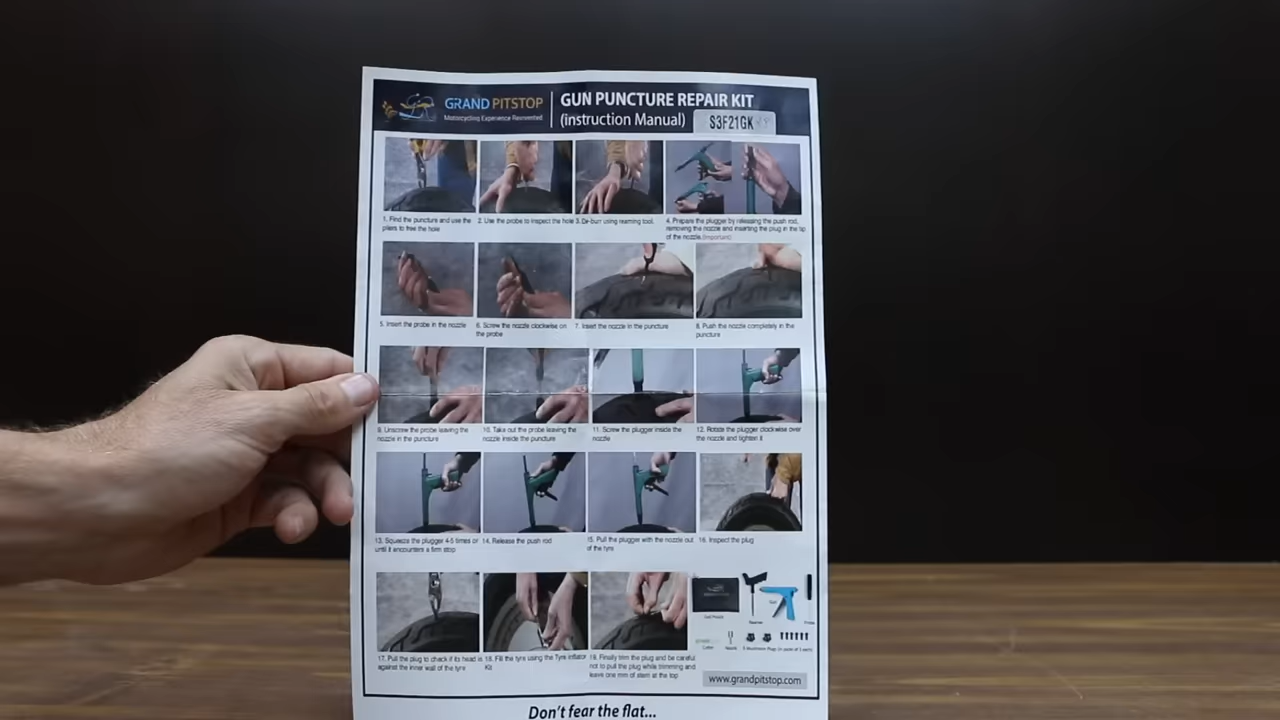 GRAND PITSTOP
Motorcycling Experience Reinvented
GUN PUNCTURE REPAIR KIT
(instruction Manual)
S3F21GK
1. Find the puncture and use the
pliers to free the hole
2. Use the probe to inspect the hole
3. De-burr using reaming tool.
4. Prepare the plugger by releasing the push rod,
removing the nozzle and inserting the plug in the tip
of the nozzle.(important)
5. Insert the probe in the nozzle
6. Screw the nozzle clockwise on
the probe
7. Insert the nozzle in the puncture
8. Push the nozzle completely in the
puncture
9. Unscrew the probe leaving the
nozzle in the puncture
10. Take out the probe leaving the
nozzle inside the puncture
11. Screw the plugger inside the
nozzle
12. Rotate the plugger clockwise over
the nozzle and tighten it
13. Squeeze the plugger 4-5 times or
until it encounters a firm stop
14. Release the push rod
15. Pull the plugger with the nozzle out
of the tyre
16. Inspect the plug
17. Pull the plug to check if its head is
against the inner wall of the tyre
18. Fill the tyre using the Tyre inflator
Kit
19. Finally trim the plug and be careful
not to pull the plug while trimming and
leave one mm of stem at the top
Gun
Reamer
Probe
Nozzle
5 Mushroom Plugs
www.grandpitstop.com
Don't fear the flat...